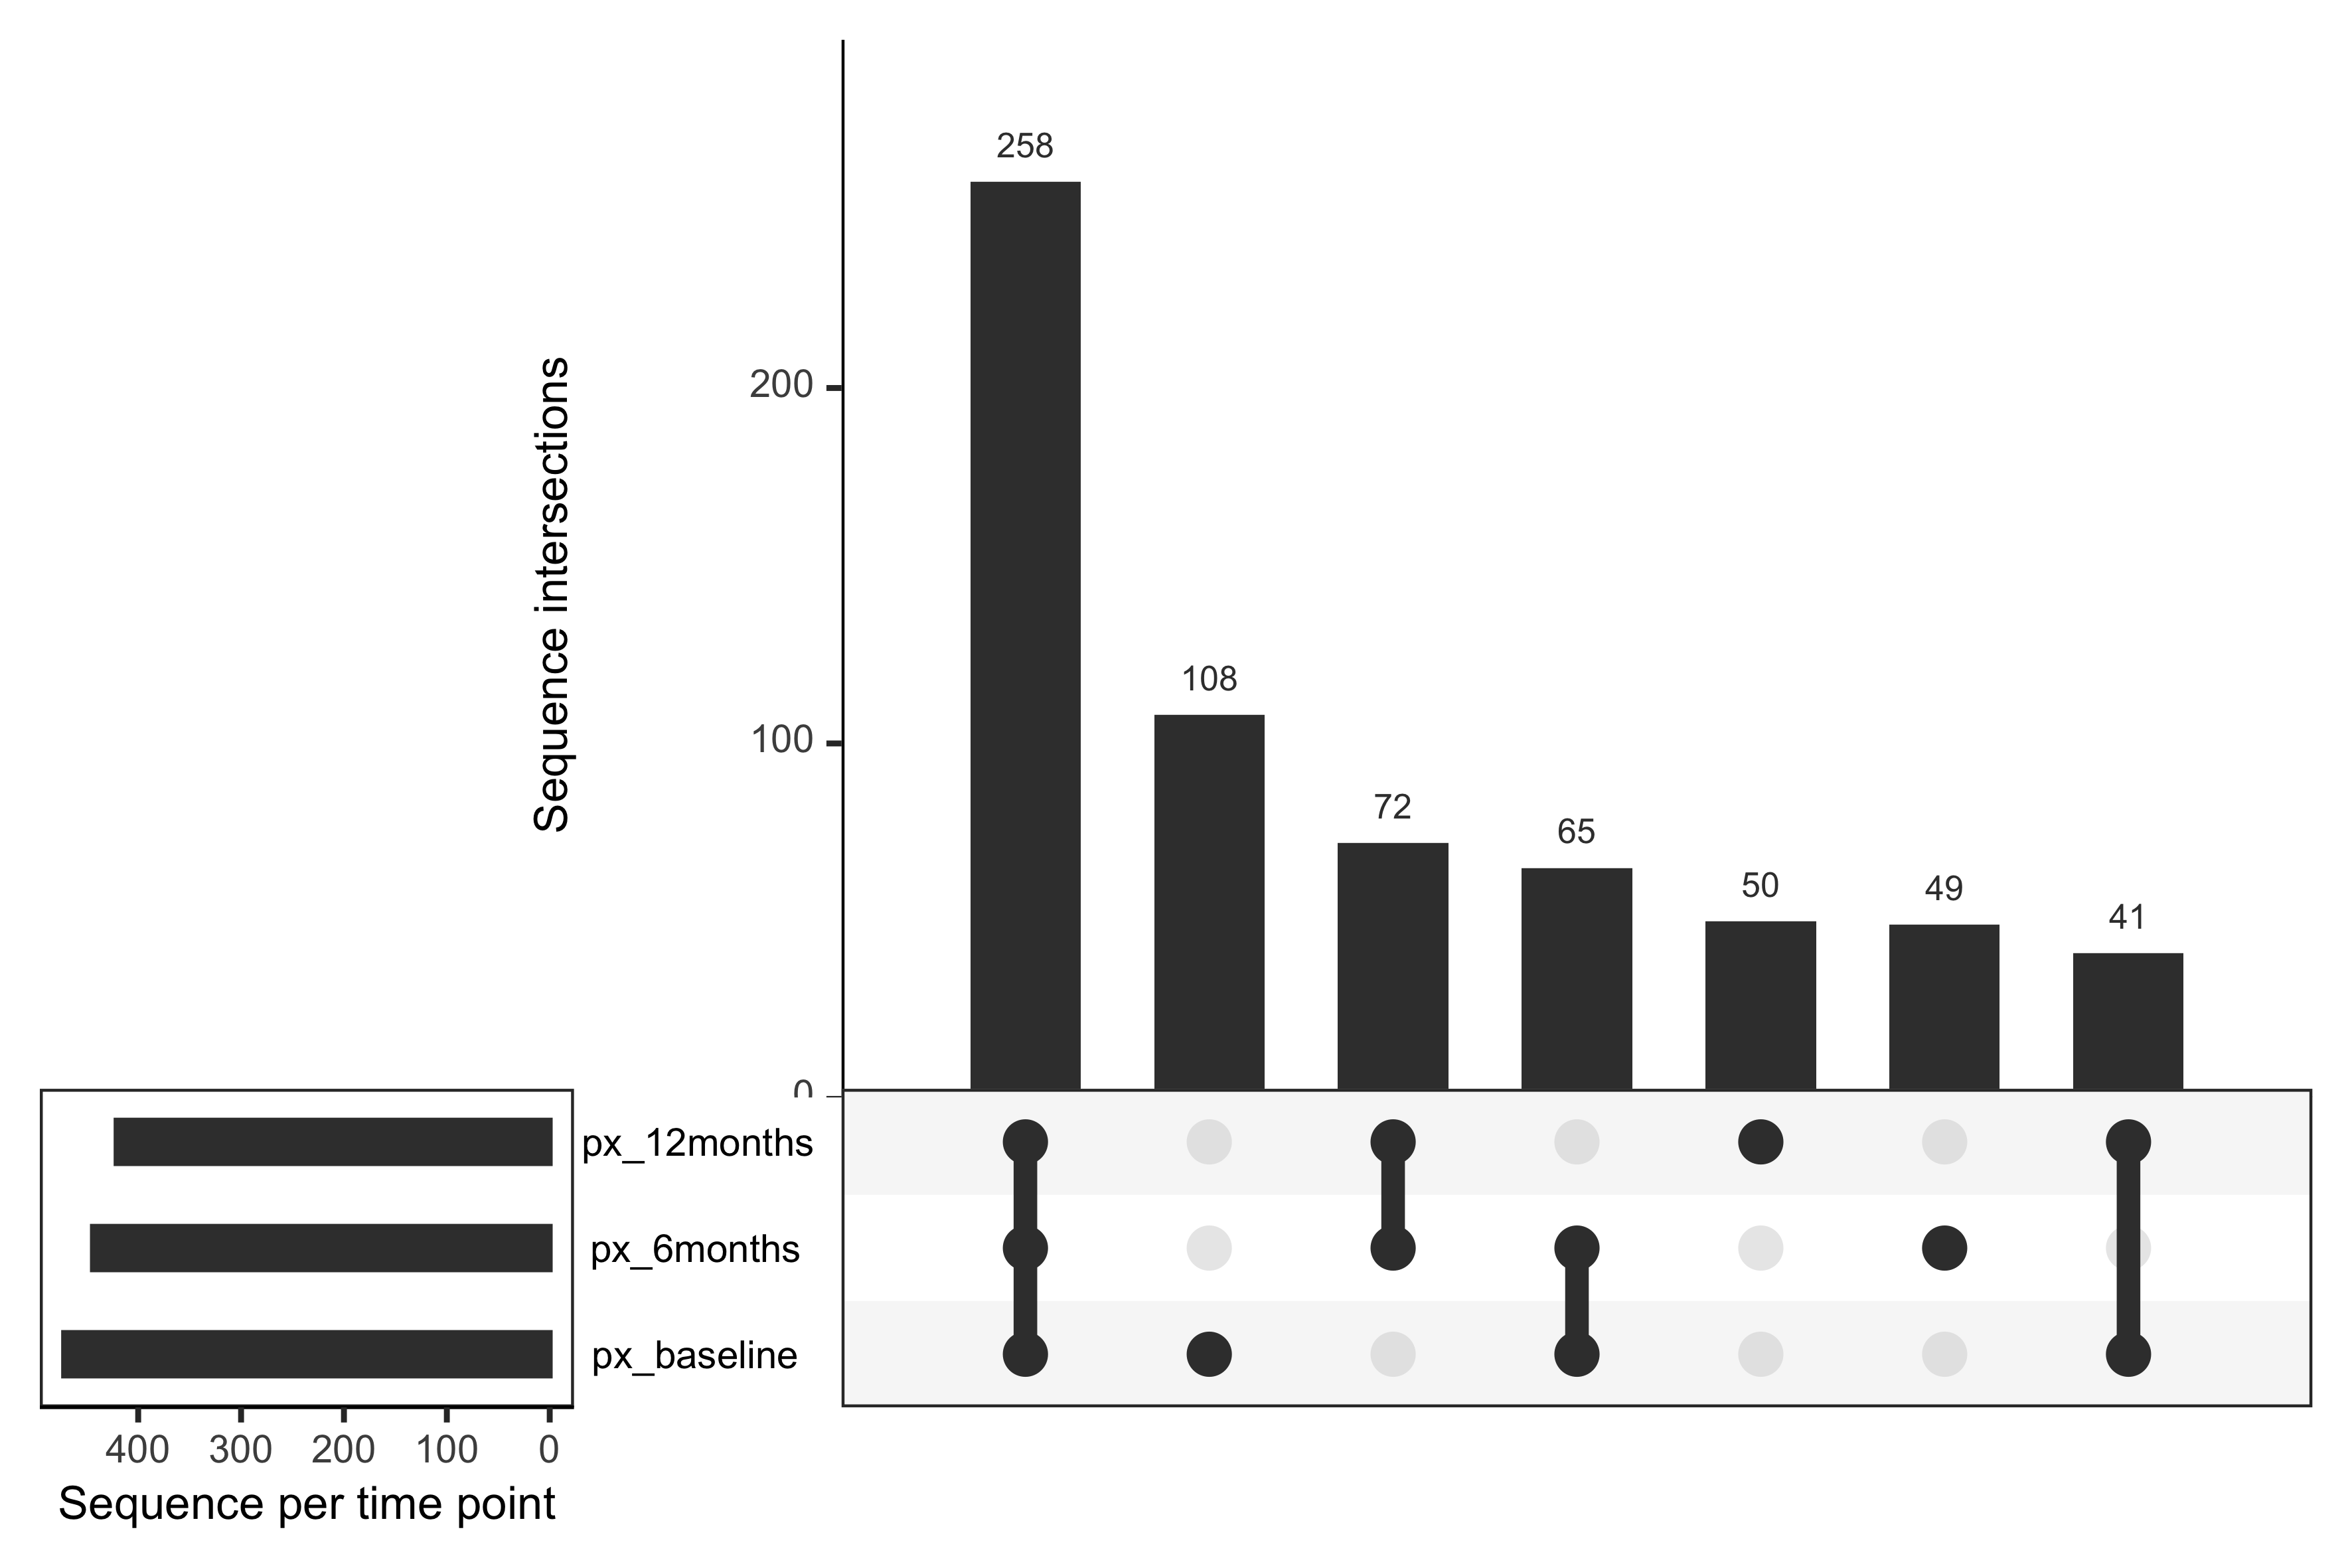 258
108
72
65
50
49
41
Sequence intersections
200
100
0
px_12months
px_6months
px_baseline
400 300 200 100 0
Sequence per time point